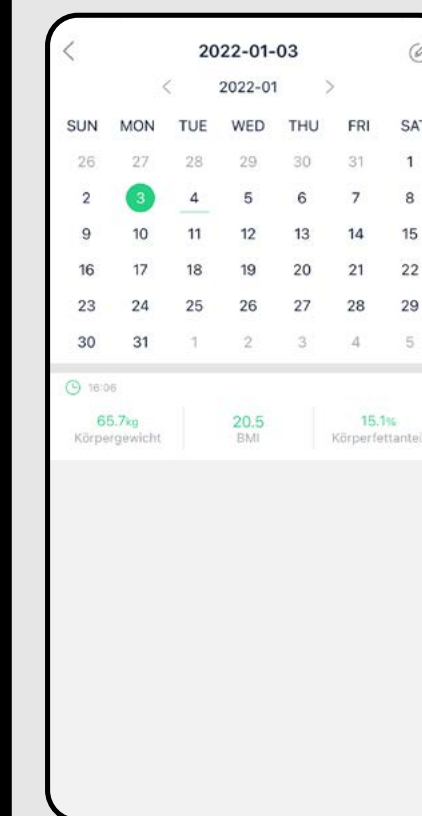 2022-01-03
2022-01
SUN MON TUE WED THU FRI SAT
26 27 28 29 30 31 1
2 3 4 5 6 7 8
9 10 11 12 13 14 15
16 17 18 19 20 21 22
23 24 25 26 27 28 29
30 31 1 2 3 4 5
16:06
65.7kg 20.5 15.1%
Körpergewicht BMI Körperfettanteil